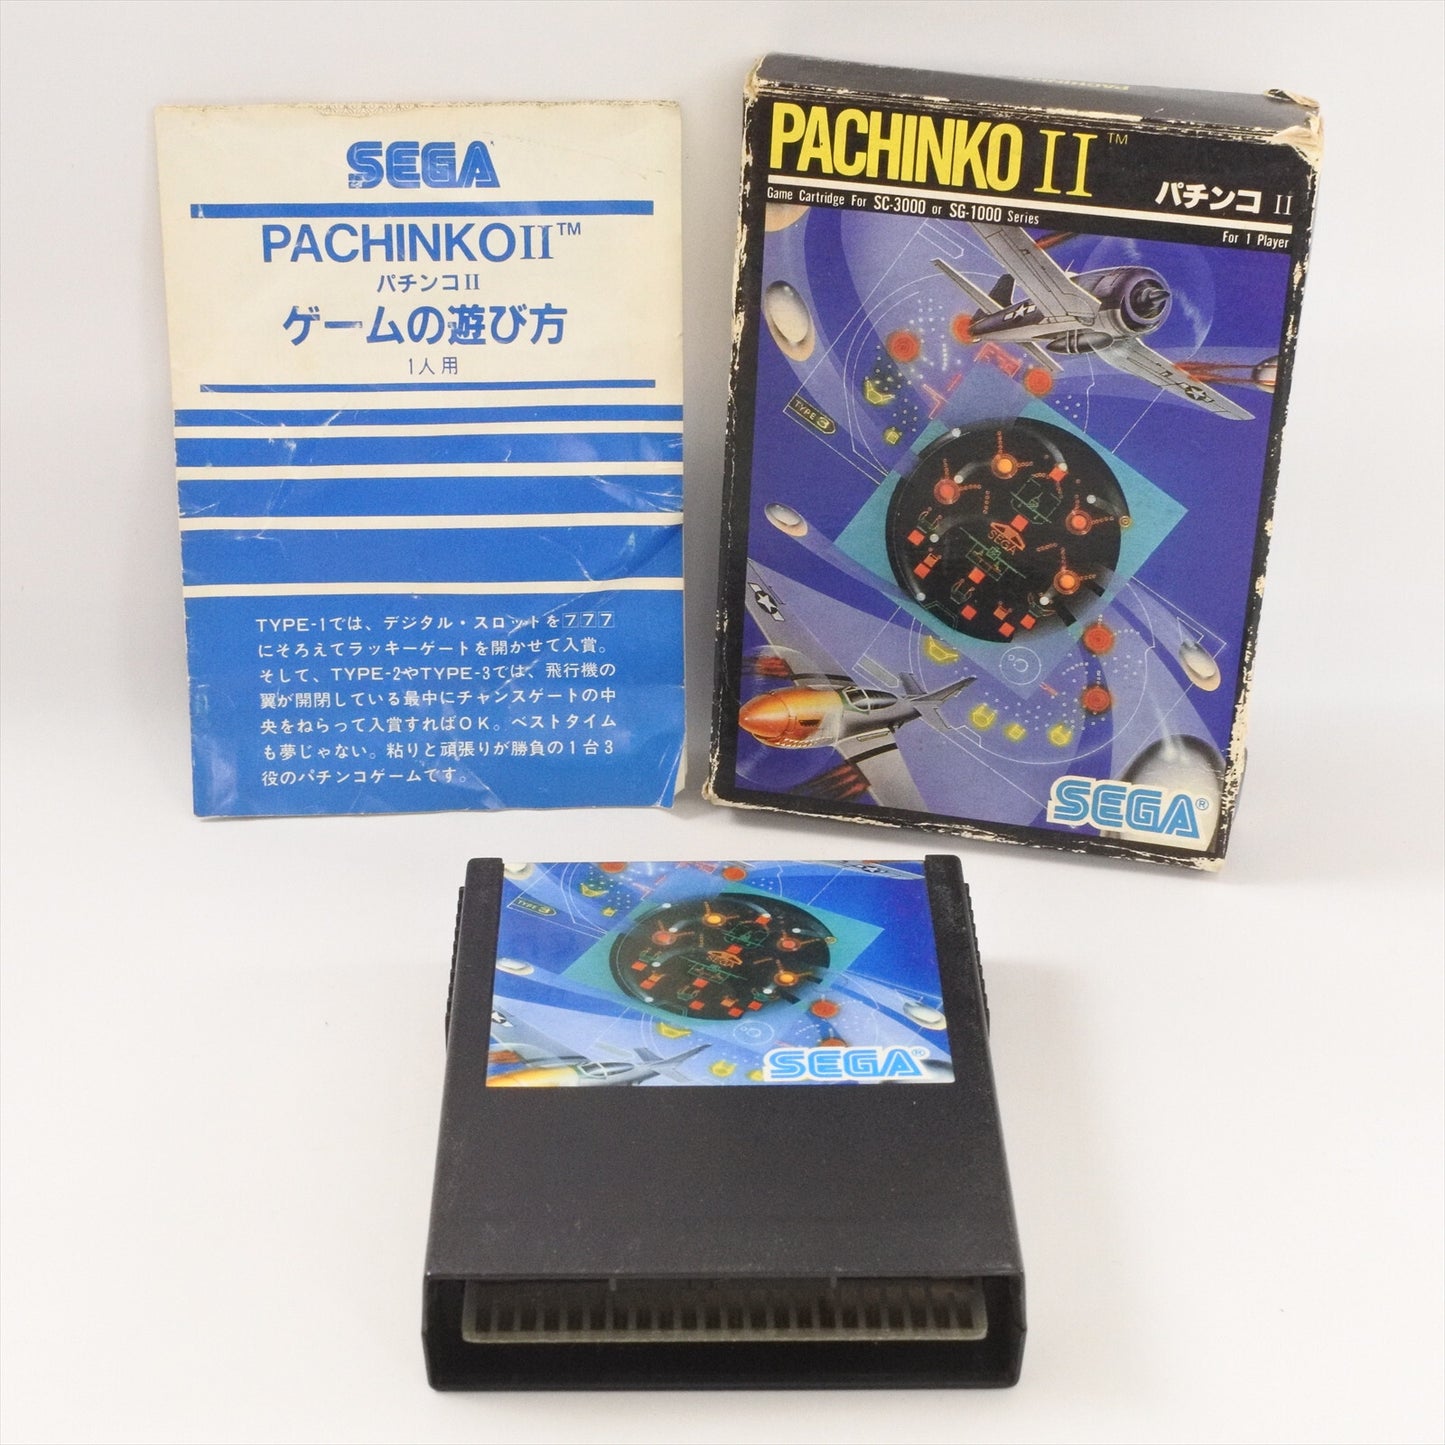 SEGA
PACHINKO II™
パチンコII
ゲームの遊び方
1人用
TYPE-1では、デジタル・スロットを777
にそろえてラッキーゲートを開かせて入賞。
そして、TYPE-2やTYPE-3では、飛行機の
翼が開閉している最中にチャンスゲートの中
央をねらって入賞すればOK。ベストタイム
も夢じゃない。粘りと頑張りが勝負の1台3
役のパチンコゲームです。
PACHINKO II™
パチンコ II
Game Cartridge For SC-3000 or SG-1000 Series
For 1 Player
TYPE 3
SEGA
SEGA®
TYPE 3
SEGA
SEGA®